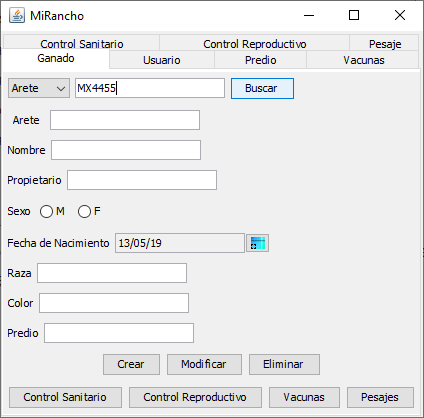 MiRancho
Control Sanitario Control Reproductivo Pesaje
Ganado Usuario Predio Vacunas
Arete MX4455 Buscar
Arete
Nombre
Propietario
Sexo M F
Fecha de Nacimiento 13/05/19
Raza
Color
Predio
Crear Modificar Eliminar
Control Sanitario Control Reproductivo Vacunas Pesajes